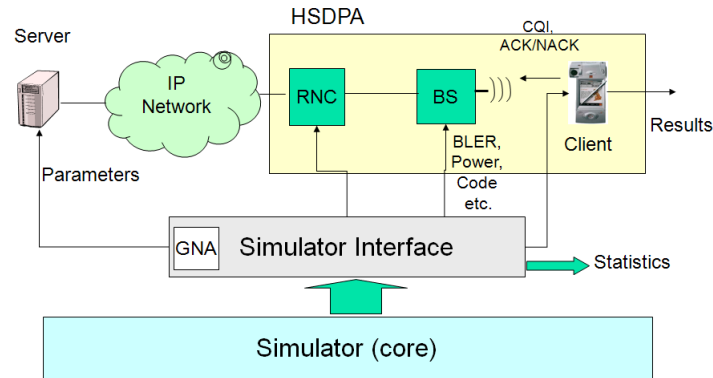 HSDPA
Server
CQI,
ACK/NACK
IP
Network
RNC
BS
Client
Results
BLER,
Power,
Code
etc.
Parameters
GNA
Simulator Interface
Statistics
Simulator (core)